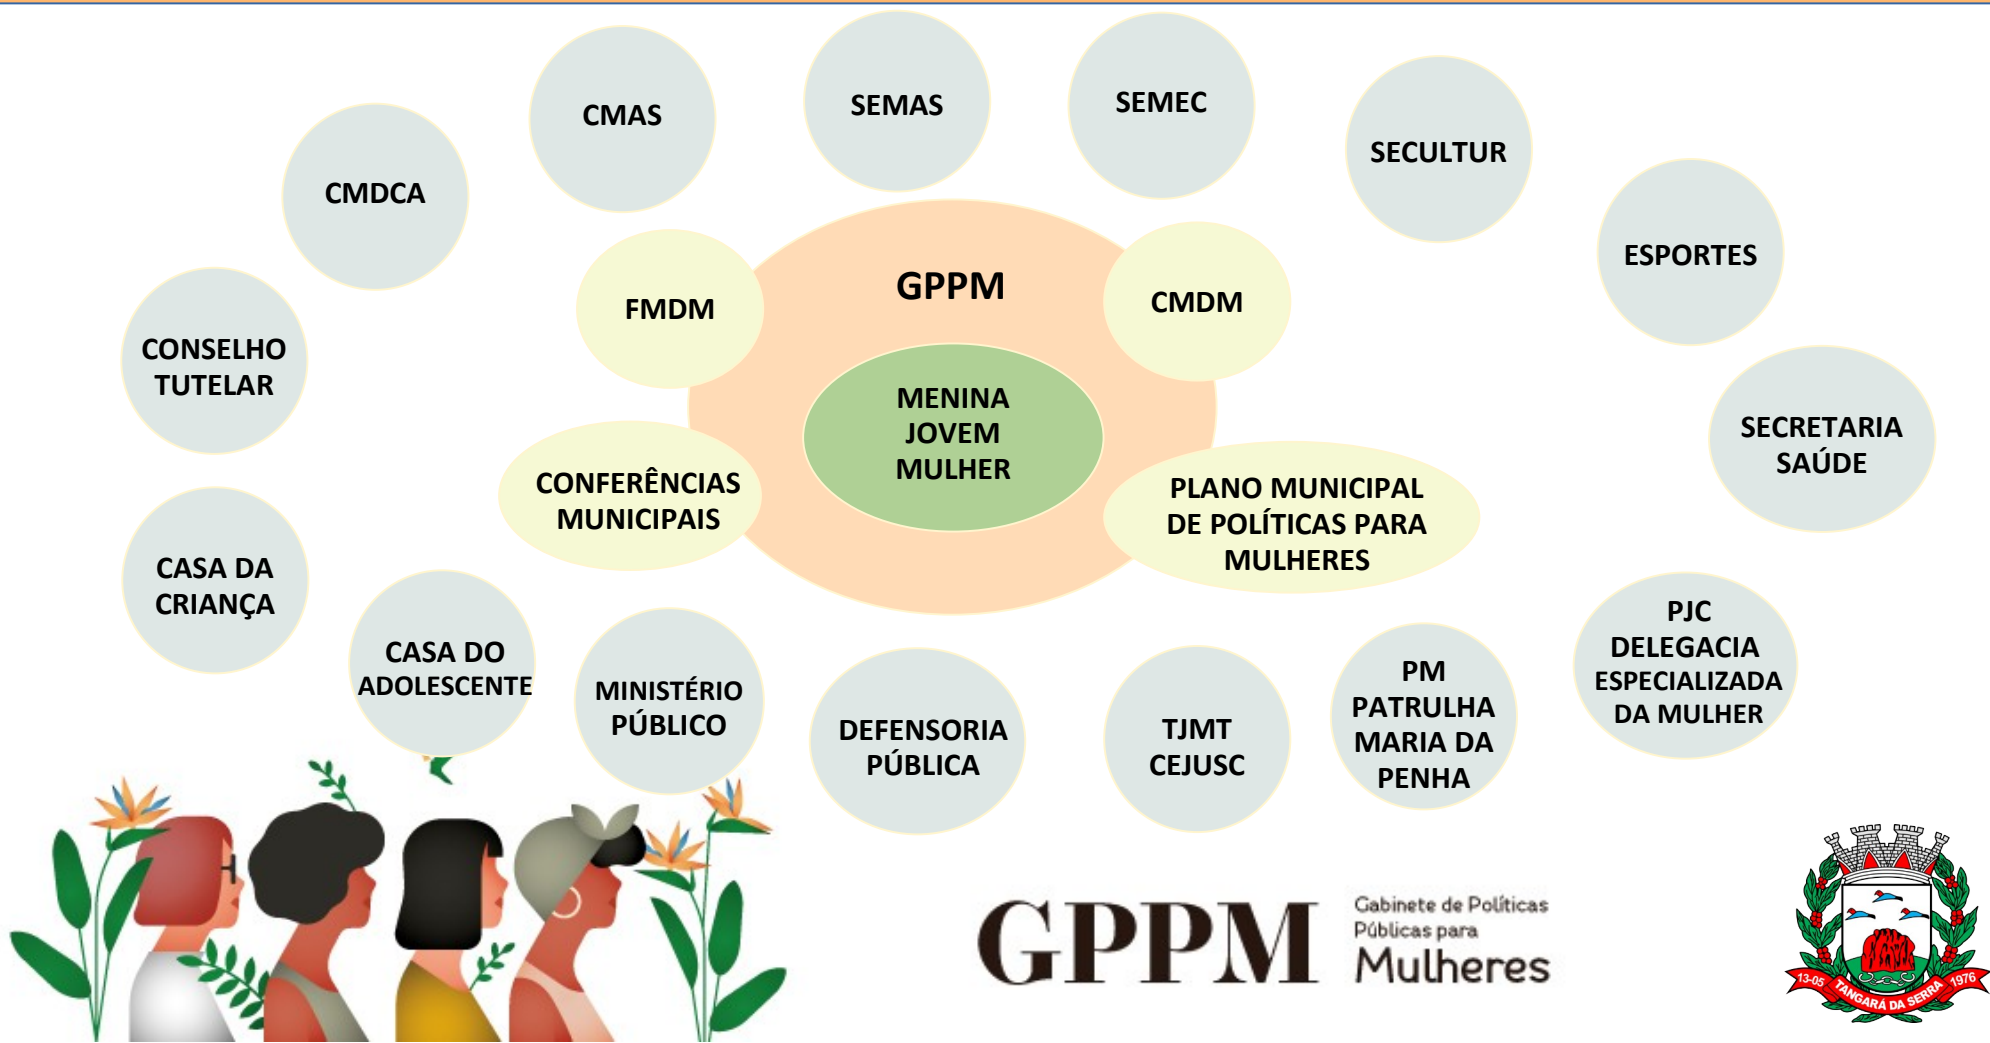 CMAS
SEMAS
SEMEC
SECULTUR
CMDCA
ESPORTES
GPPM
FMDM
CMDM
CONSELHO
TUTELAR
MENINA
JOVEM
MULHER
SECRETARIA
SAÚDE
CONFERÊNCIAS
MUNICIPAIS
PLANO MUNICIPAL
DE POLÍTICAS PARA
MULHERES
CASA DA
CRIANÇA
CASA DO
ADOLESCENTE
MINISTÉRIO
PÚBLICO
DEFENSORIA
PÚBLICA
TJMT
CEJUSC
PM
PATRULHA
MARIA DA
PENHA
PJC
DELEGACIA
ESPECIALIZADA
DA MULHER
GPPM
Gabinete de Políticas
Públicas para
Mulheres
13-05 TANGARÁ DA SERRA 1976